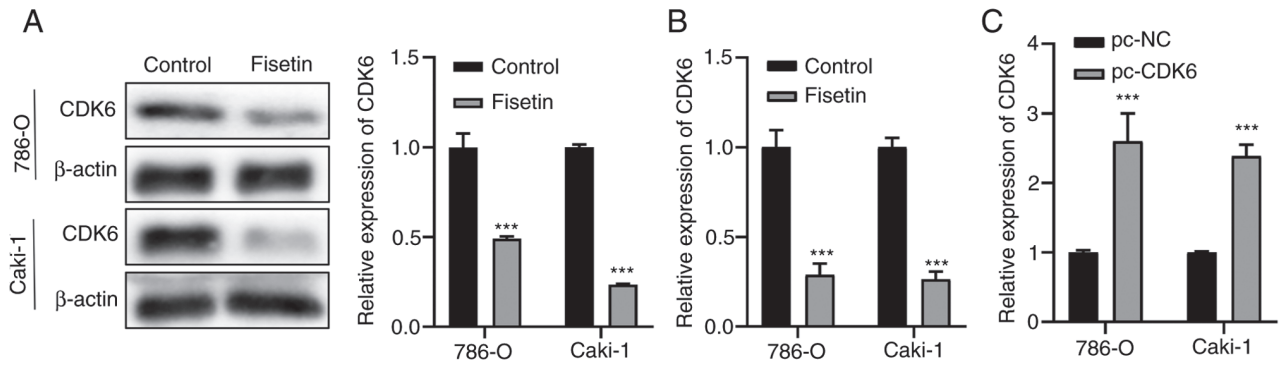 A
Control Fisetin
786-O
CDK6
β-actin
Caki-1
CDK6
β-actin
Relative expression of CDK6
1.5
1.0
0.5
0.0
Control
Fisetin
***
***
786-O Caki-1
B
Relative expression of CDK6
1.5
1.0
0.5
0.0
Control
Fisetin
***
***
786-O Caki-1
C
Relative expression of CDK6
4
3
2
1
0
pc-NC
pc-CDK6
***
***
786-O Caki-1